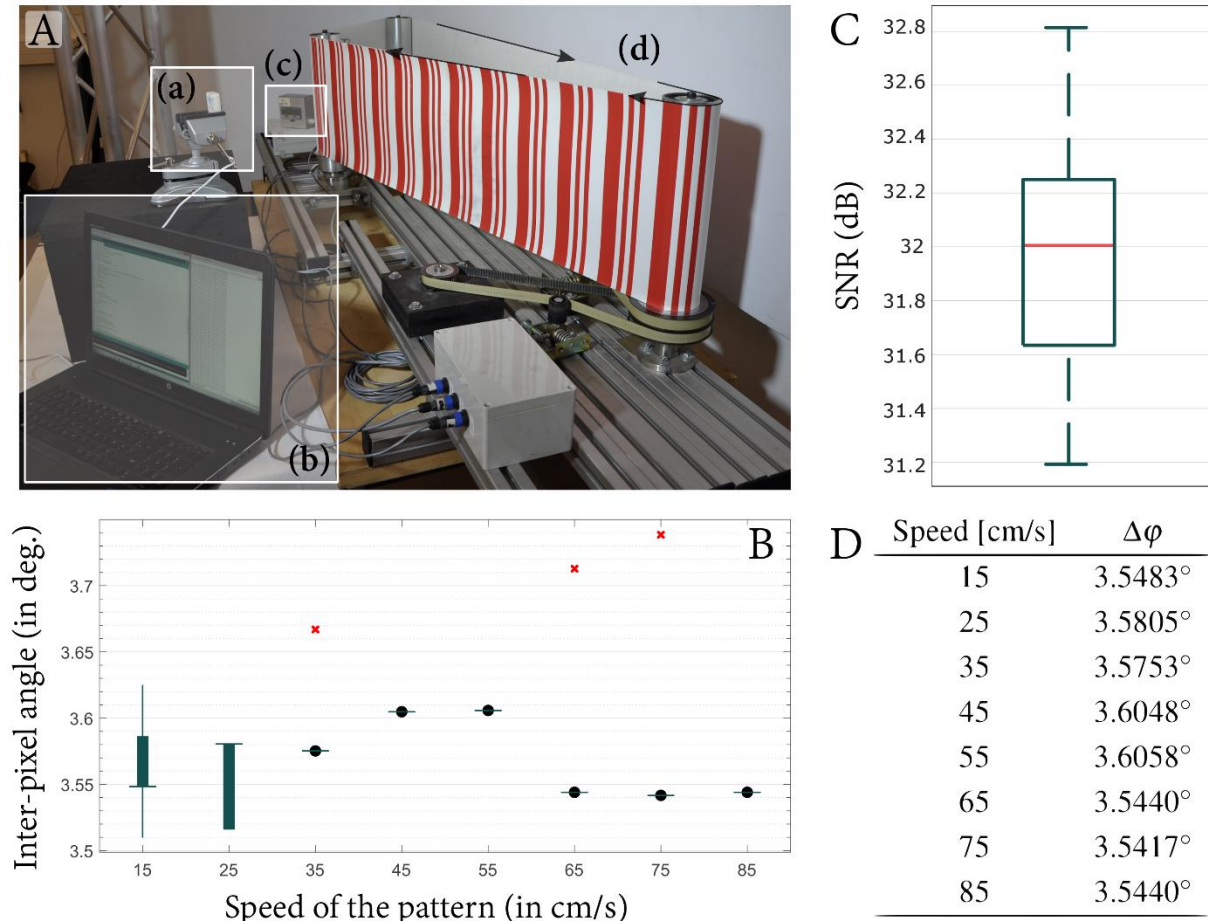 A
(a)
(c)
(d)
(b)
C
SNR (dB)
32.8
32.6
32.4
32.2
32
31.8
31.6
31.4
31.2
B
Inter-pixel angle (in deg.)
3.7
3.65
3.6
3.55
3.5
15 25 35 45 55 65 75 85
Speed of the pattern (in cm/s)
D
Speed [cm/s] Δφ
15 3.5483°
25 3.5805°
35 3.5753°
45 3.6048°
55 3.6058°
65 3.5440°
75 3.5417°
85 3.5440°